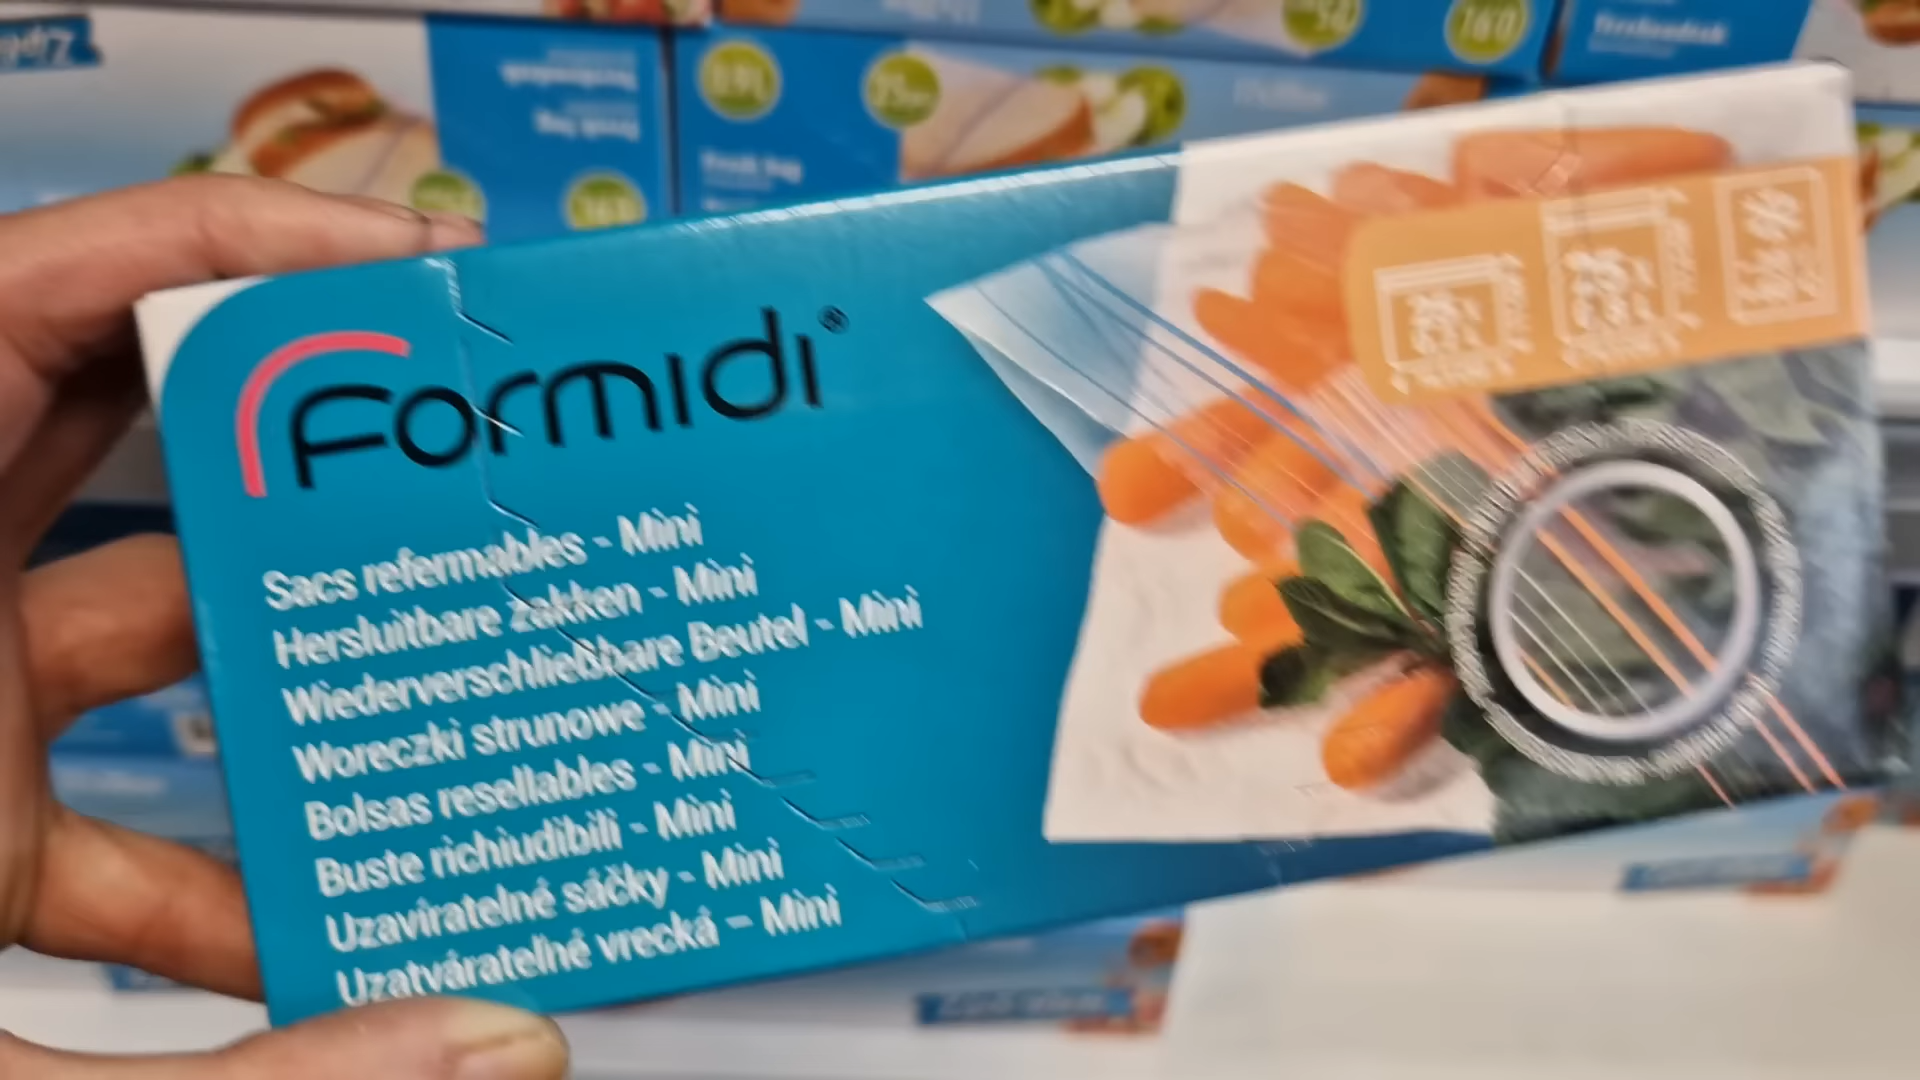 Formidi®
Sacs refermables - Mini
Hersluitbare zakken - Mini
Wiederverschließbare Beutel - Mini
Woreczki strunowe - Mini
Bolsas resellables - Mini
Buste richiudibili - Mini
Uzavíratelné sáčky - Mini
Uzatvárateľné vrecká – Mini
160